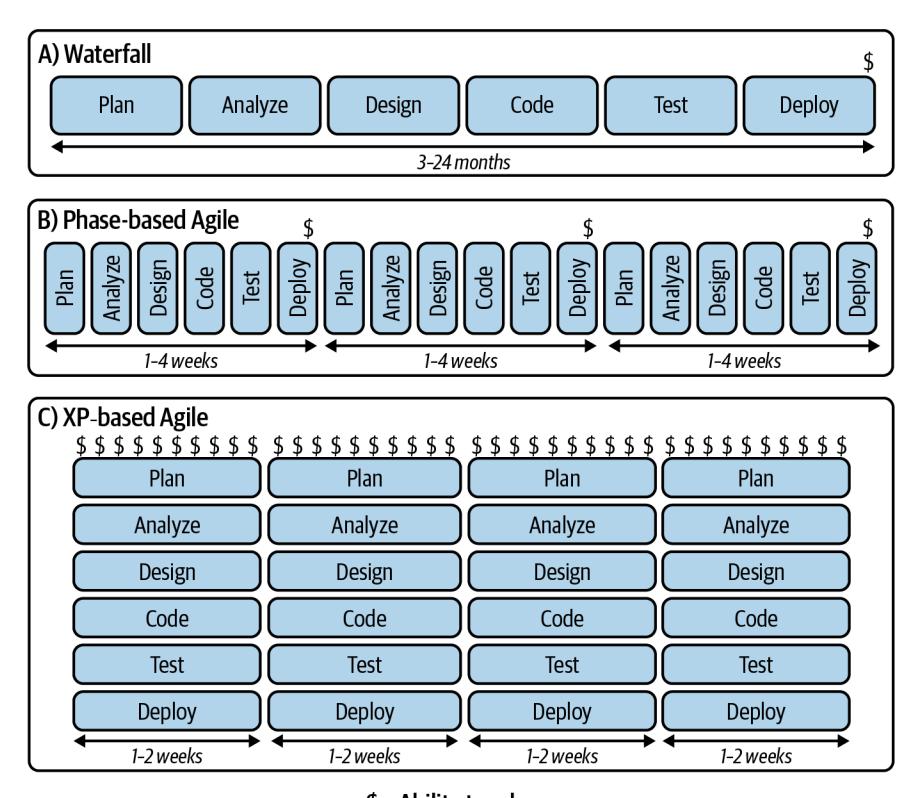 A) Waterfall
$
Plan Analyze Design Code Test Deploy
3–24 months
B) Phase-based Agile
$ $ $
Plan Analyze Design Code Test Deploy Plan Analyze Design Code Test Deploy Plan Analyze Design Code Test Deploy
1–4 weeks 1–4 weeks 1–4 weeks
C) XP-based Agile
$ $ $ $ $ $ $ $ $ $ $ $ $ $ $ $ $ $ $ $ $ $ $ $ $ $ $ $ $ $ $ $ $ $ $ $ $ $ $ $
Plan Plan Plan Plan
Analyze Analyze Analyze Analyze
Design Design Design Design
Code Code Code Code
Test Test Test Test
Deploy Deploy Deploy Deploy
1–2 weeks 1–2 weeks 1–2 weeks 1–2 weeks